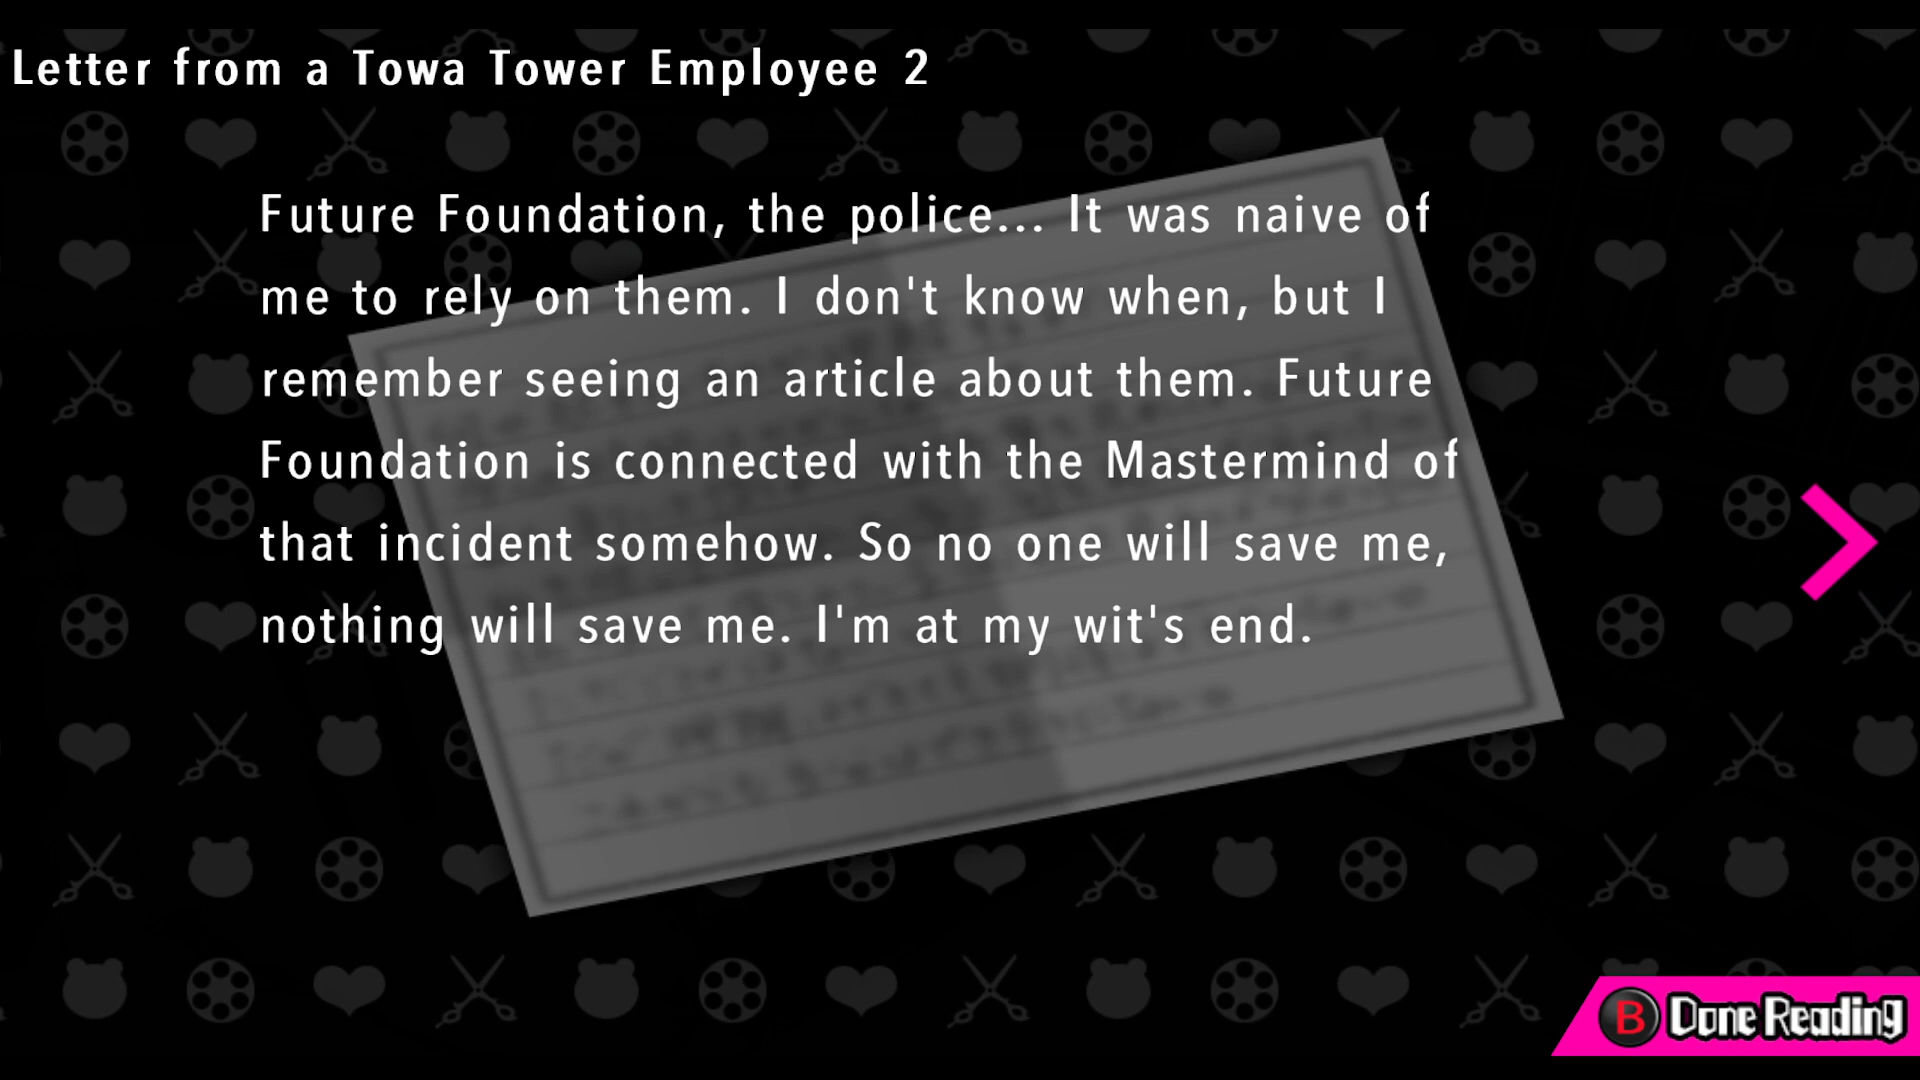 Letter from a Towa Tower Employee 2
Future Foundation, the police... It was naive of
me to rely on them. I don't know when, but I
remember seeing an article about them. Future
Foundation is connected with the Mastermind of
that incident somehow. So no one will save me,
nothing will save me. I'm at my wit's end.
B Done Reading